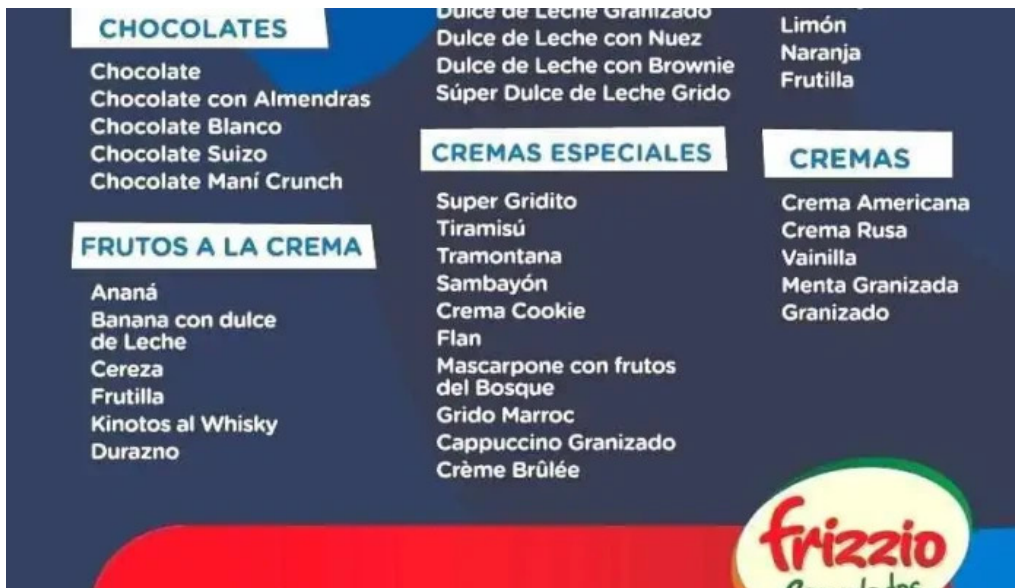 CHOCOLATES
Chocolate
Chocolate con Almendras
Chocolate Blanco
Chocolate Suizo
Chocolate Maní Crunch
FRUTOS A LA CREMA
Ananá
Banana con dulce
de Leche
Cereza
Frutilla
Kinotos al Whisky
Durazno
Dulce de Leche Granizado
Dulce de Leche con Nuez
Dulce de Leche con Brownie
Súper Dulce de Leche Grido
CREMAS ESPECIALES
Super Gridito
Tiramisú
Tramontana
Sambayón
Crema Cookie
Flan
Mascarpone con frutos
del Bosque
Grido Marroc
Cappuccino Granizado
Crème Brûlée
Limón
Naranja
Frutilla
CREMAS
Crema Americana
Crema Rusa
Vainilla
Menta Granizada
Granizado
frizzio